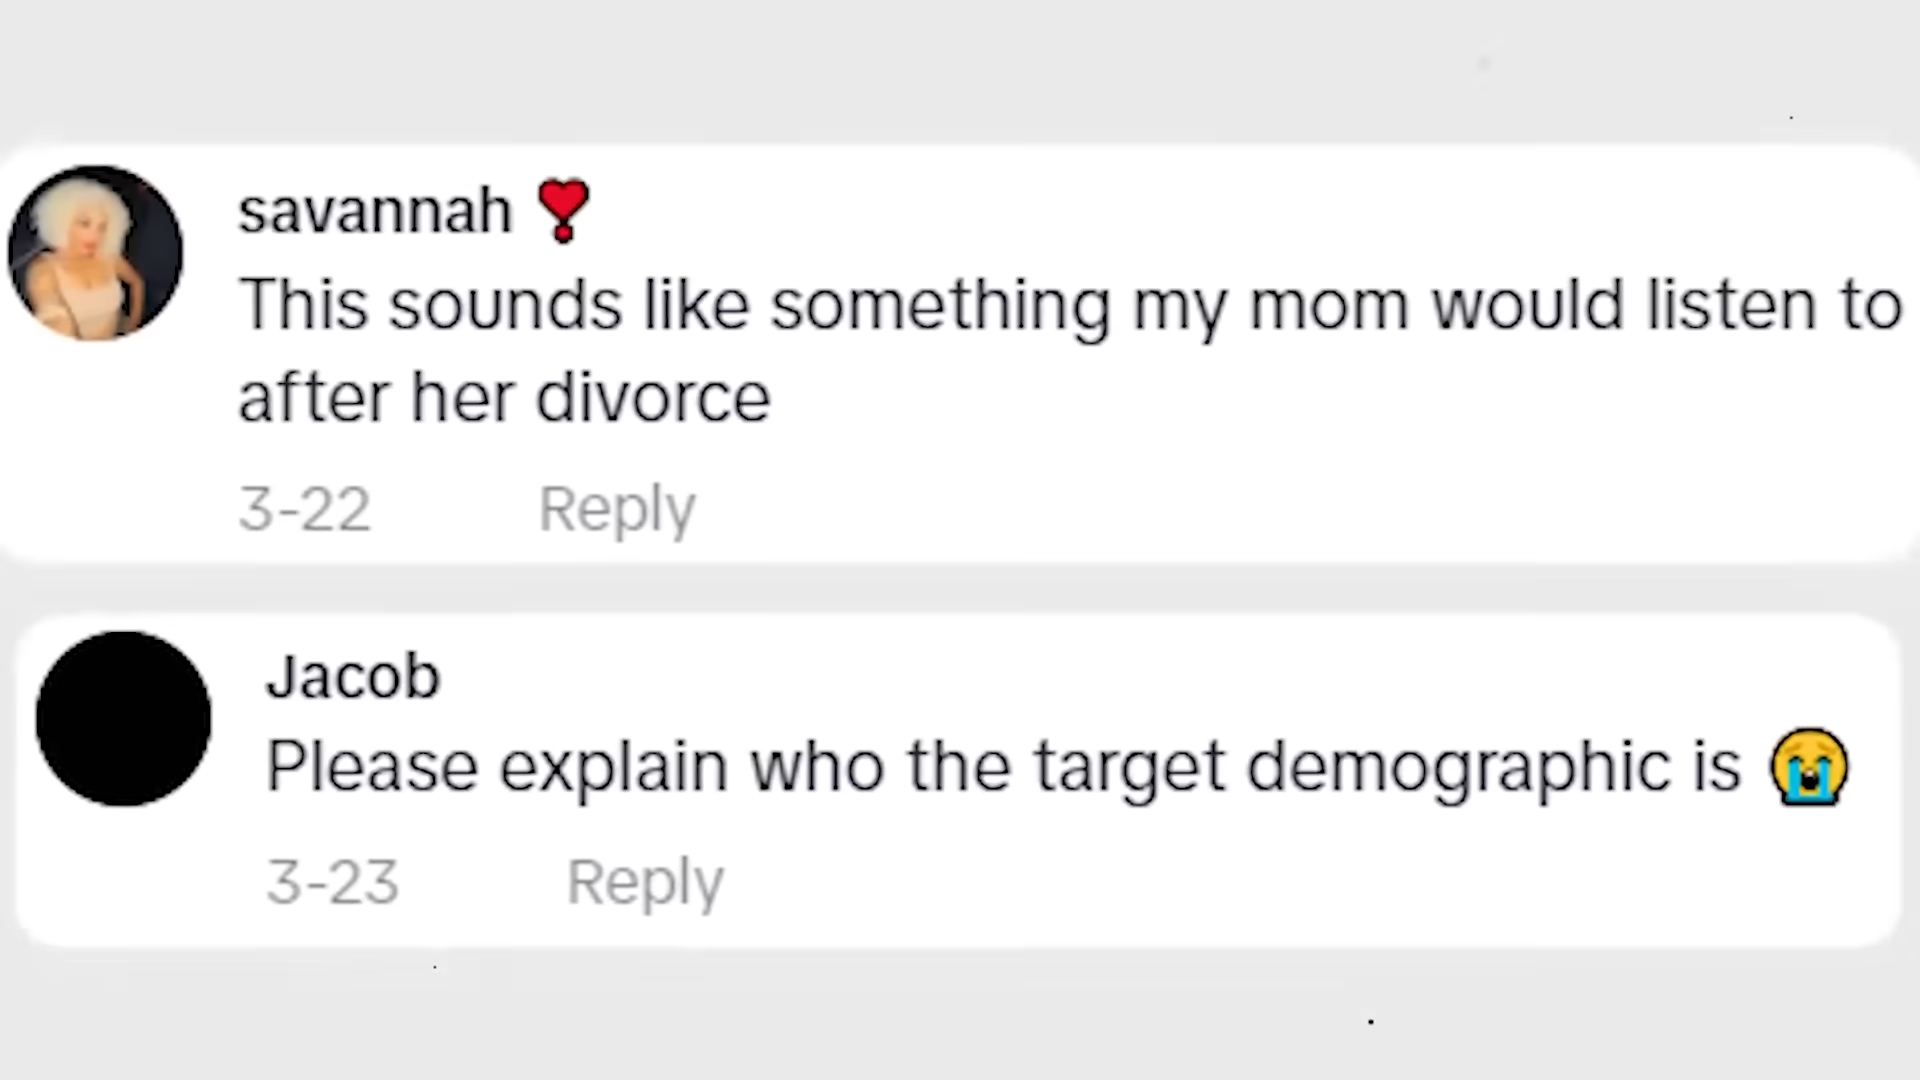 savannah ❣️
This sounds like something my mom would listen to
after her divorce
3-22 Reply
Jacob
Please explain who the target demographic is 😭
3-23 Reply